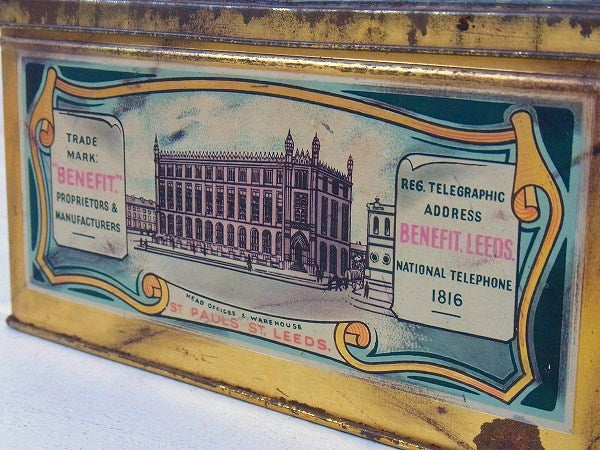 TRADE
MARK:
"BENEFIT."
PROPRIETORS &
MANUFACTURERS
REG. TELEGRAPHIC
ADDRESS
BENEFIT. LEEDS.
NATIONAL TELEPHONE
1816
HEAD OFFICES & WAREHOUSE
ST PAULS ST. LEEDS.